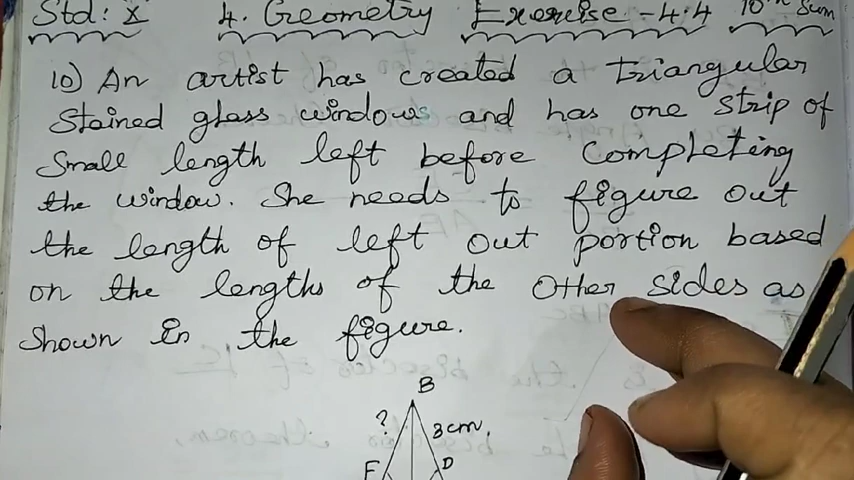 Std: X 4. Geometry Exercise - 4.4 10th Sum
10) An artist has created a triangular
stained glass windows and has one strip of
small length left before completing
the window. She needs to figure out
the length of left out portion based
on the lengths of the other sides as
shown in the figure.
B
? 3cm,
F D